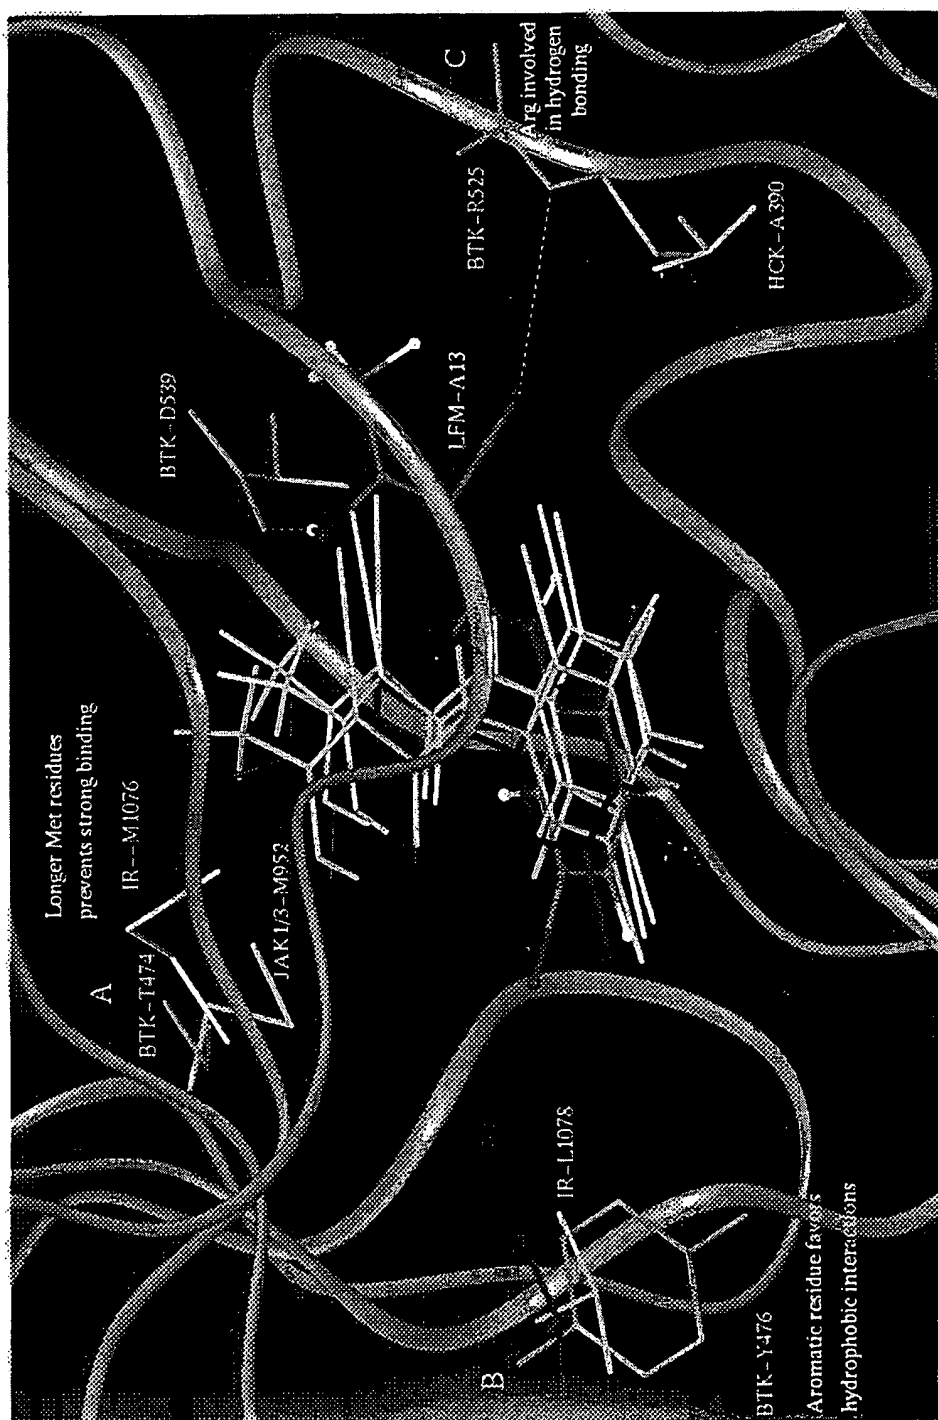 A
Longer Met residues
prevents strong binding
BTK-T474
IR--M1076
JAK1/3-M952
BTK-D539
LFM-A13
C
Arg involved
in hydrogen
bonding
BTK-R525
HCK-A390
B
IR-L1078
BTK-Y476
Aromatic residue favors
hydrophobic interactions